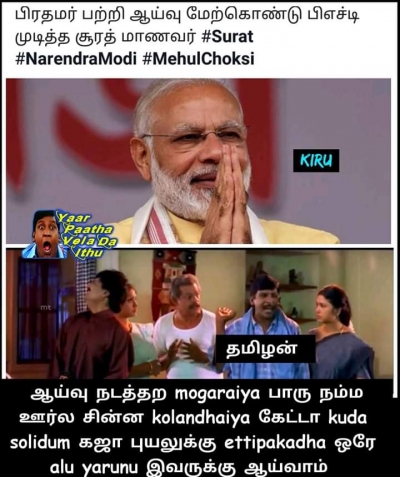 பிரதமர் பற்றி ஆய்வு மேற்கொண்டு பிஎச்டி
முடித்த சூரத் மாணவர் #Surat
#NarendraModi #MehulChoksi
KIRU
Yaar
Paatha
Vela Da
Ithu
தமிழன்
ஆய்வு நடத்தற mogaraiya பாரு நம்ம
ஊர்ல சின்ன kolandhaiya கேட்டா kuda
solidum கஜா புயலுக்கு ettipakadha ஒரே
alu yarunu இவருக்கு ஆய்வாம்